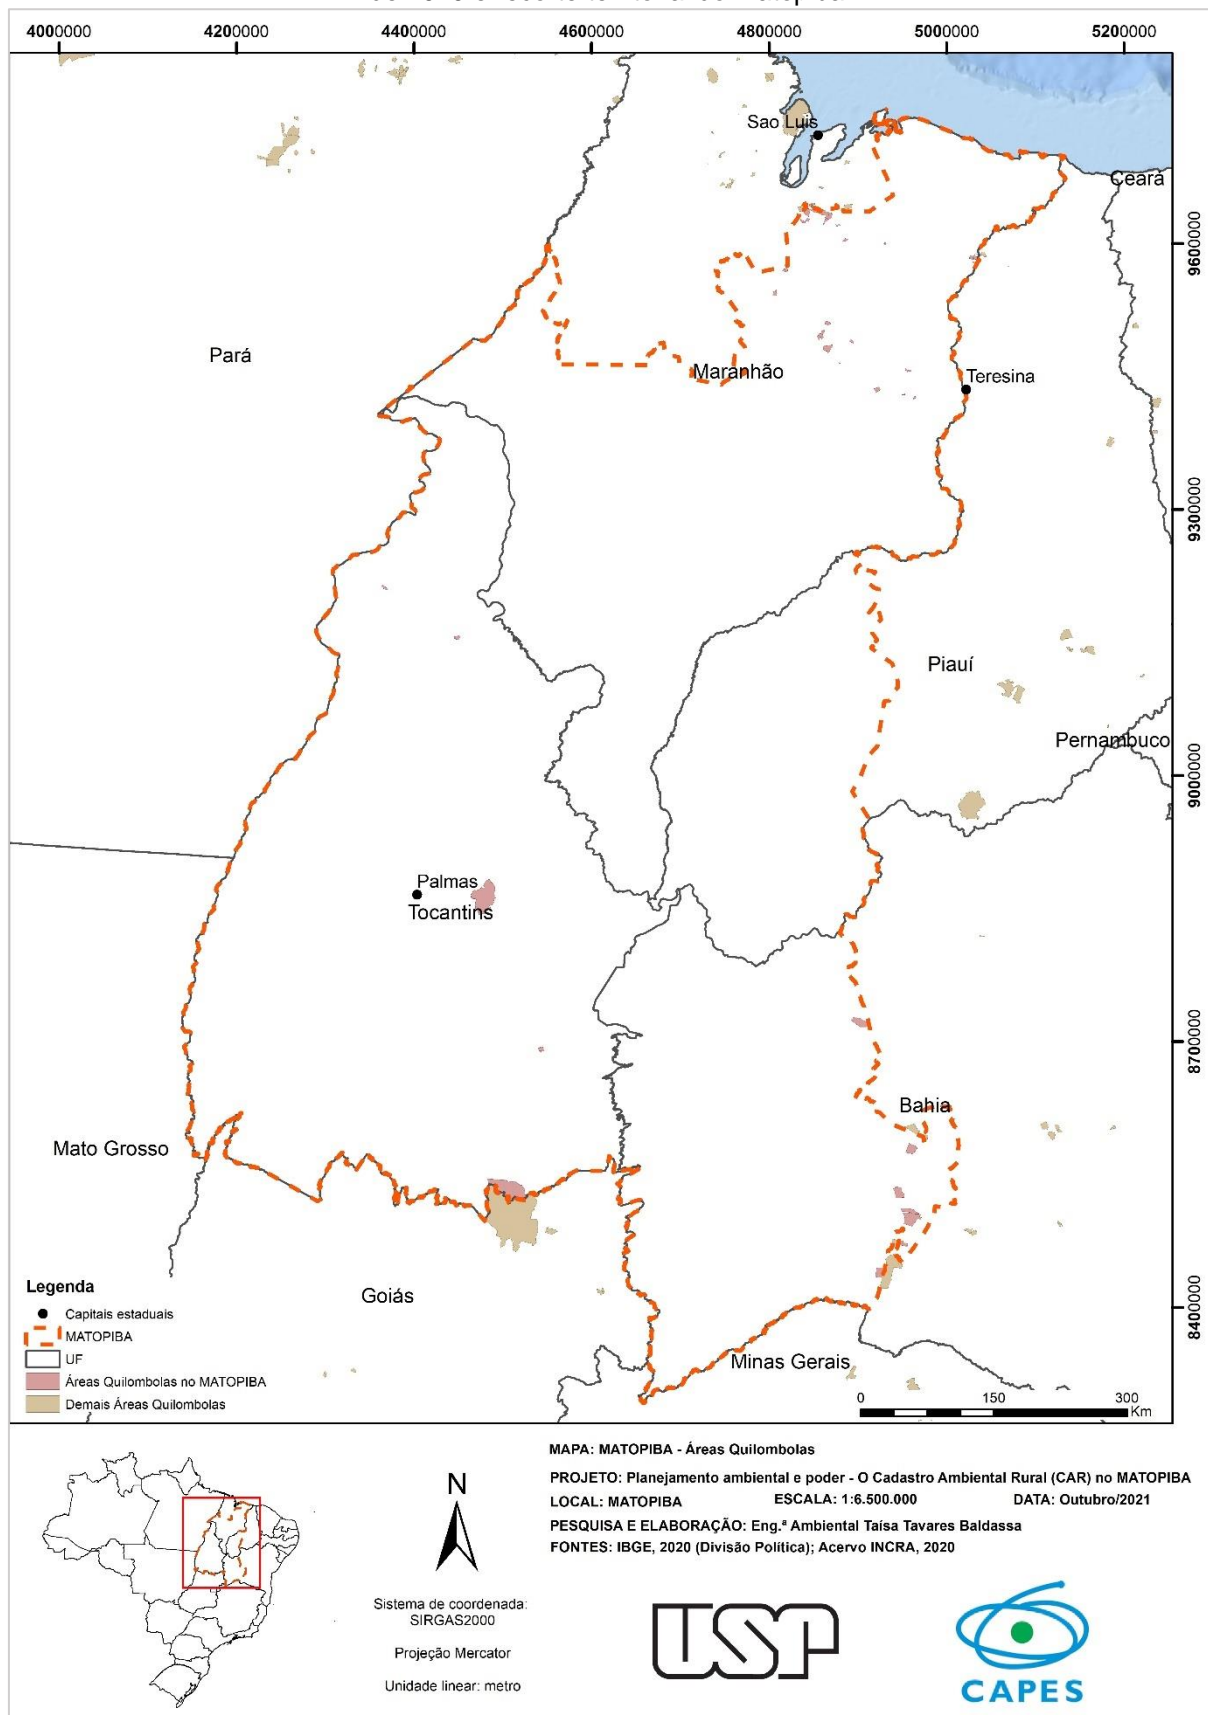 4000000 4200000 4400000 4600000 4800000 5000000 5200000
Sao Luis
Ceará
9600000
Pará
Maranhão
Teresina
9300000
Piauí
Pernambuco
9000000
Palmas
Tocantins
8700000
Bahia
Mato Grosso
Goiás
8400000
Minas Gerais
Legenda
Capitais estaduais
MATOPIBA
UF
Áreas Quilombolas no MATOPIBA
Demais Áreas Quilombolas
0 150 300
Km
MAPA: MATOPIBA - Áreas Quilombolas
PROJETO: Planejamento ambiental e poder - O Cadastro Ambiental Rural (CAR) no MATOPIBA
LOCAL: MATOPIBA ESCALA: 1:6.500.000 DATA: Outubro/2021
PESQUISA E ELABORAÇÃO: Eng.ª Ambiental Taísa Tavares Baldassa
FONTES: IBGE, 2020 (Divisão Política); Acervo INCRA, 2020
N
Sistema de coordenada:
SIRGAS2000
Projeção Mercator
Unidade linear: metro
USP
CAPES